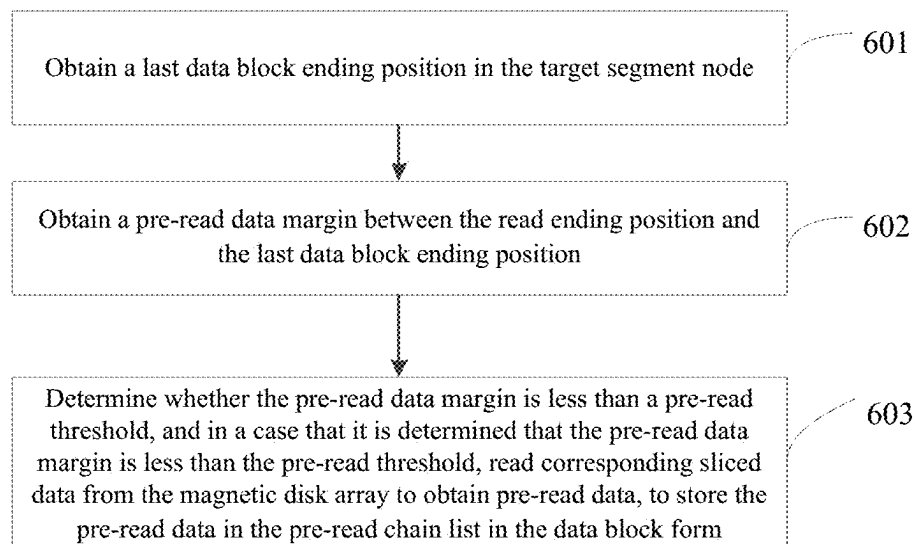 Obtain a last data block ending position in the target segment node
601
Obtain a pre-read data margin between the read ending position and
the last data block ending position
602
Determine whether the pre-read data margin is less than a pre-read
threshold, and in a case that it is determined that the pre-read data
margin is less than the pre-read threshold, read corresponding sliced
data from the magnetic disk array to obtain pre-read data, to store the
pre-read data in the pre-read chain list in the data block form
603